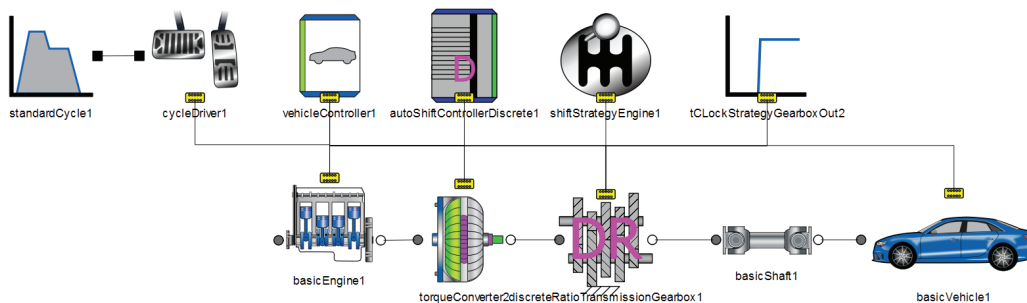 D
standardCycle1 cycleDriver1 vehicleController1 autoShiftControllerDiscrete1 shiftStrategyEngine1 tCLockStrategyGearboxOut2
DR
basicEngine1 torqueConverter2discreteRatioTransmissionGearbox1 basicShaft1 basicVehicle1